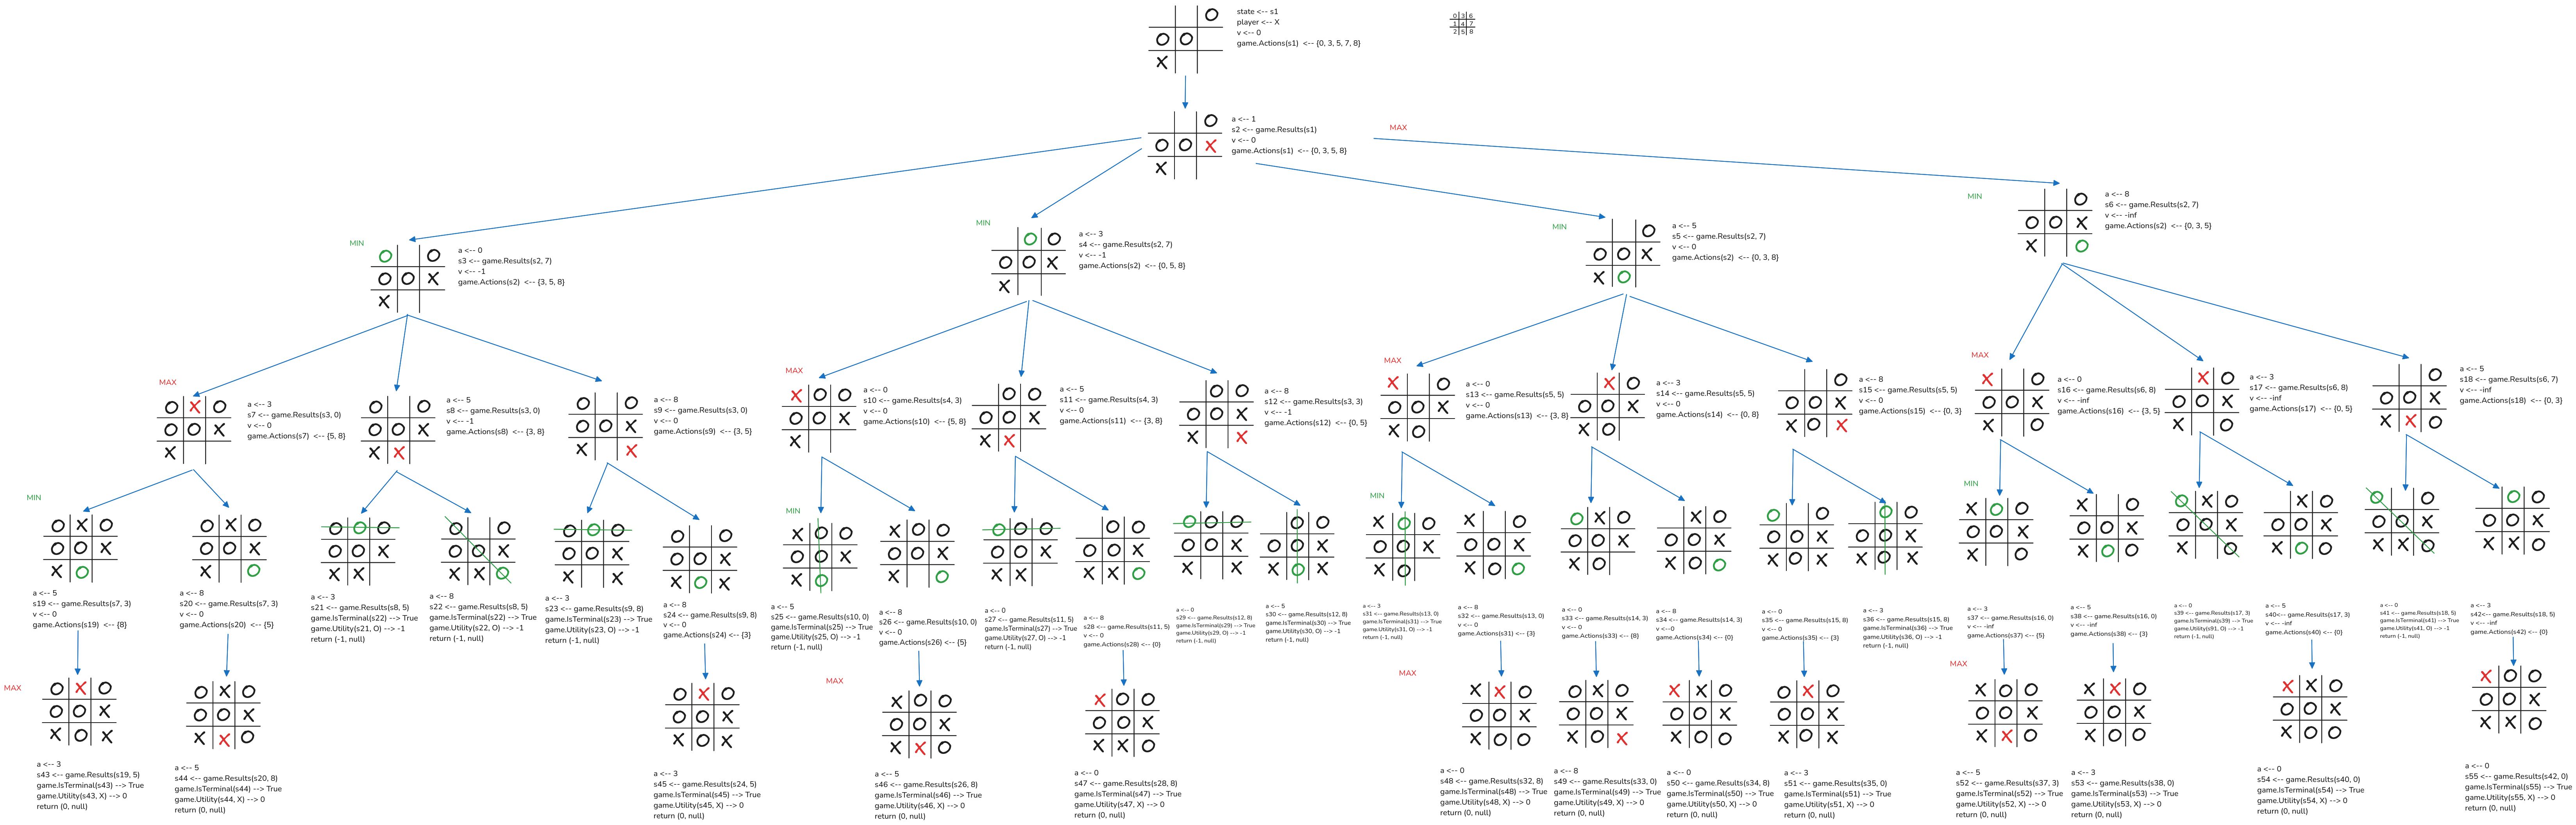 state <-- s1
player <-- X
v <-- 0
game.Actions(s1) <-- {0, 3, 5, 7, 8}
0 3 6
1 4 7
2 5 8
a <-- 1
s2 <-- game.Results(s1)
v <-- 0
game.Actions(s1) <-- {0, 3, 5, 8}
MAX
MIN
a <-- 0
s3 <-- game.Results(s2, 7)
v <-- -1
game.Actions(s2) <-- {3, 5, 8}
MIN
a <-- 3
s4 <-- game.Results(s2, 7)
v <-- -1
game.Actions(s2) <-- {0, 5, 8}
MIN
a <-- 5
s5 <-- game.Results(s2, 7)
v <-- 0
game.Actions(s2) <-- {0, 3, 8}
MIN
a <-- 8
s6 <-- game.Results(s2, 7)
v <-- -inf
game.Actions(s2) <-- {0, 3, 5}
MAX
a <-- 3
s7 <-- game.Results(s3, 0)
v <-- 0
game.Actions(s7) <-- {5, 8}
a <-- 5
s8 <-- game.Results(s3, 0)
v <-- -1
game.Actions(s8) <-- {3, 8}
a <-- 8
s9 <-- game.Results(s3, 0)
v <-- 0
game.Actions(s9) <-- {3, 5}
MAX
a <-- 0
s10 <-- game.Results(s4, 3)
v <-- 0
game.Actions(s10) <-- {5, 8}
a <-- 5
s11 <-- game.Results(s4, 3)
v <-- 0
game.Actions(s11) <-- {3, 8}
a <-- 8
s12 <-- game.Results(s3, 3)
v <-- -1
game.Actions(s12) <-- {0, 5}
MAX
a <-- 0
s13 <-- game.Results(s5, 5)
v <-- 0
game.Actions(s13) <-- {3, 8}
a <-- 3
s14 <-- game.Results(s5, 5)
v <-- 0
game.Actions(s14) <-- {0, 8}
a <-- 8
s15 <-- game.Results(s5, 5)
v <-- 0
game.Actions(s15) <-- {0, 3}
MAX
a <-- 0
s16 <-- game.Results(s6, 8)
v <-- -inf
game.Actions(s16) <-- {3, 5}
a <-- 3
s17 <-- game.Results(s6, 8)
v <-- -inf
game.Actions(s17) <-- {0, 5}
a <-- 5
s18 <-- game.Results(s6, 7)
v <-- -inf
game.Actions(s18) <-- {0, 3}
MIN
a <-- 5
s19 <-- game.Results(s7, 3)
v <-- 0
game.Actions(s19) <-- {8}
a <-- 8
s20 <-- game.Results(s7, 3)
v <-- 0
game.Actions(s20) <-- {5}
a <-- 3
s21 <-- game.Results(s8, 5)
game.IsTerminal(s22) --> True
game.Utility(s21, O) --> -1
return (-1, null)
a <-- 8
s22 <-- game.Results(s8, 5)
game.IsTerminal(s22) --> True
game.Utility(s22, O) --> -1
return (-1, null)
a <-- 3
s23 <-- game.Results(s9, 8)
game.IsTerminal(s23) --> True
game.Utility(s23, O) --> -1
return (-1, null)
a <-- 8
s24 <-- game.Results(s9, 8)
v <-- 0
game.Actions(s24) <-- {3}
MIN
a <-- 5
s25 <-- game.Results(s10, 0)
game.IsTerminal(s25) --> True
game.Utility(s25, O) --> -1
return (-1, null)
a <-- 8
s26 <-- game.Results(s10, 0)
v <-- 0
game.Actions(s26) <-- {5}
a <-- 0
s27 <-- game.Results(s11, 5)
game.IsTerminal(s27) --> True
game.Utility(s27, O) --> -1
return (-1, null)
a <-- 8
s28 <-- game.Results(s11, 5)
v <-- 0
game.Actions(s28) <-- {0}
a <-- 0
s29 <-- game.Results(s12, 8)
game.IsTerminal(s29) --> True
game.Utility(s29, O) --> -1
return (-1, null)
a <-- 5
s30 <-- game.Results(s12, 8)
game.IsTerminal(s30) --> True
game.Utility(s30, O) --> -1
return (-1, null)
MIN
a <-- 3
s31 <-- game.Results(s13, 0)
game.IsTerminal(s31) --> True
game.Utility(s31, O) --> -1
return (-1, null)
a <-- 8
s32 <-- game.Results(s13, 0)
v <-- 0
game.Actions(s31) <-- {3}
a <-- 0
s33 <-- game.Results(s14, 3)
v <-- 0
game.Actions(s33) <-- {8}
a <-- 8
s34 <-- game.Results(s14, 3)
v <--0
game.Actions(s34) <-- {0}
a <-- 0
s35 <-- game.Results(s15, 8)
v <-- 0
game.Actions(s35) <-- {3}
a <-- 3
s36 <-- game.Results(s15, 8)
game.IsTerminal(s36) --> True
game.Utility(s36, O) --> -1
return (-1, null)
MIN
a <-- 3
s37 <-- game.Results(s16, 0)
v <-- -inf
game.Actions(s37) <-- {5}
a <-- 5
s38 <-- game.Results(s16, 0)
v <-- -inf
game.Actions(s38) <-- {3}
a <-- 0
s39 <-- game.Results(s17, 3)
game.IsTerminal(s39) --> True
game.Utility(s91, O) --> -1
return (-1, null)
a <-- 5
s40<-- game.Results(s17, 3)
v <-- -inf
game.Actions(s40) <-- {0}
a <-- 0
s41 <-- game.Results(s18, 5)
game.IsTerminal(s41) --> True
game.Utility(s41, O) --> -1
return (-1, null)
a <-- 3
s42<-- game.Results(s18, 5)
v <-- -inf
game.Actions(s42) <-- {0}
MAX
a <-- 3
s43 <-- game.Results(s19, 5)
game.IsTerminal(s43) --> True
game.Utility(s43, X) --> 0
return (0, null)
a <-- 5
s44 <-- game.Results(s20, 8)
game.IsTerminal(s44) --> True
game.Utility(s44, X) --> 0
return (0, null)
a <-- 3
s45 <-- game.Results(s24, 5)
game.IsTerminal(s45) --> True
game.Utility(s45, X) --> 0
return (0, null)
MAX
a <-- 5
s46 <-- game.Results(s26, 8)
game.IsTerminal(s46) --> True
game.Utility(s46, X) --> 0
return (0, null)
a <-- 0
s47 <-- game.Results(s28, 8)
game.IsTerminal(s47) --> True
game.Utility(s47, X) --> 0
return (0, null)
MAX
a <-- 0
s48 <-- game.Results(s32, 8)
game.IsTerminal(s48) --> True
game.Utility(s48, X) --> 0
return (0, null)
a <-- 8
s49 <-- game.Results(s33, 0)
game.IsTerminal(s49) --> True
game.Utility(s49, X) --> 0
return (0, null)
a <-- 0
s50 <-- game.Results(s34, 8)
game.IsTerminal(s50) --> True
game.Utility(s50, X) --> 0
return (0, null)
a <-- 3
s51 <-- game.Results(s35, 0)
game.IsTerminal(s51) --> True
game.Utility(s51, X) --> 0
return (0, null)
MAX
a <-- 5
s52 <-- game.Results(s37, 3)
game.IsTerminal(s52) --> True
game.Utility(s52, X) --> 0
return (0, null)
a <-- 3
s53 <-- game.Results(s38, 0)
game.IsTerminal(s53) --> True
game.Utility(s53, X) --> 0
return (0, null)
a <-- 0
s54 <-- game.Results(s40, 0)
game.IsTerminal(s54) --> True
game.Utility(s54, X) --> 0
return (0, null)
a <-- 0
s55 <-- game.Results(s42, 0)
game.IsTerminal(s55) --> True
game.Utility(s55, X) --> 0
return (0, null)